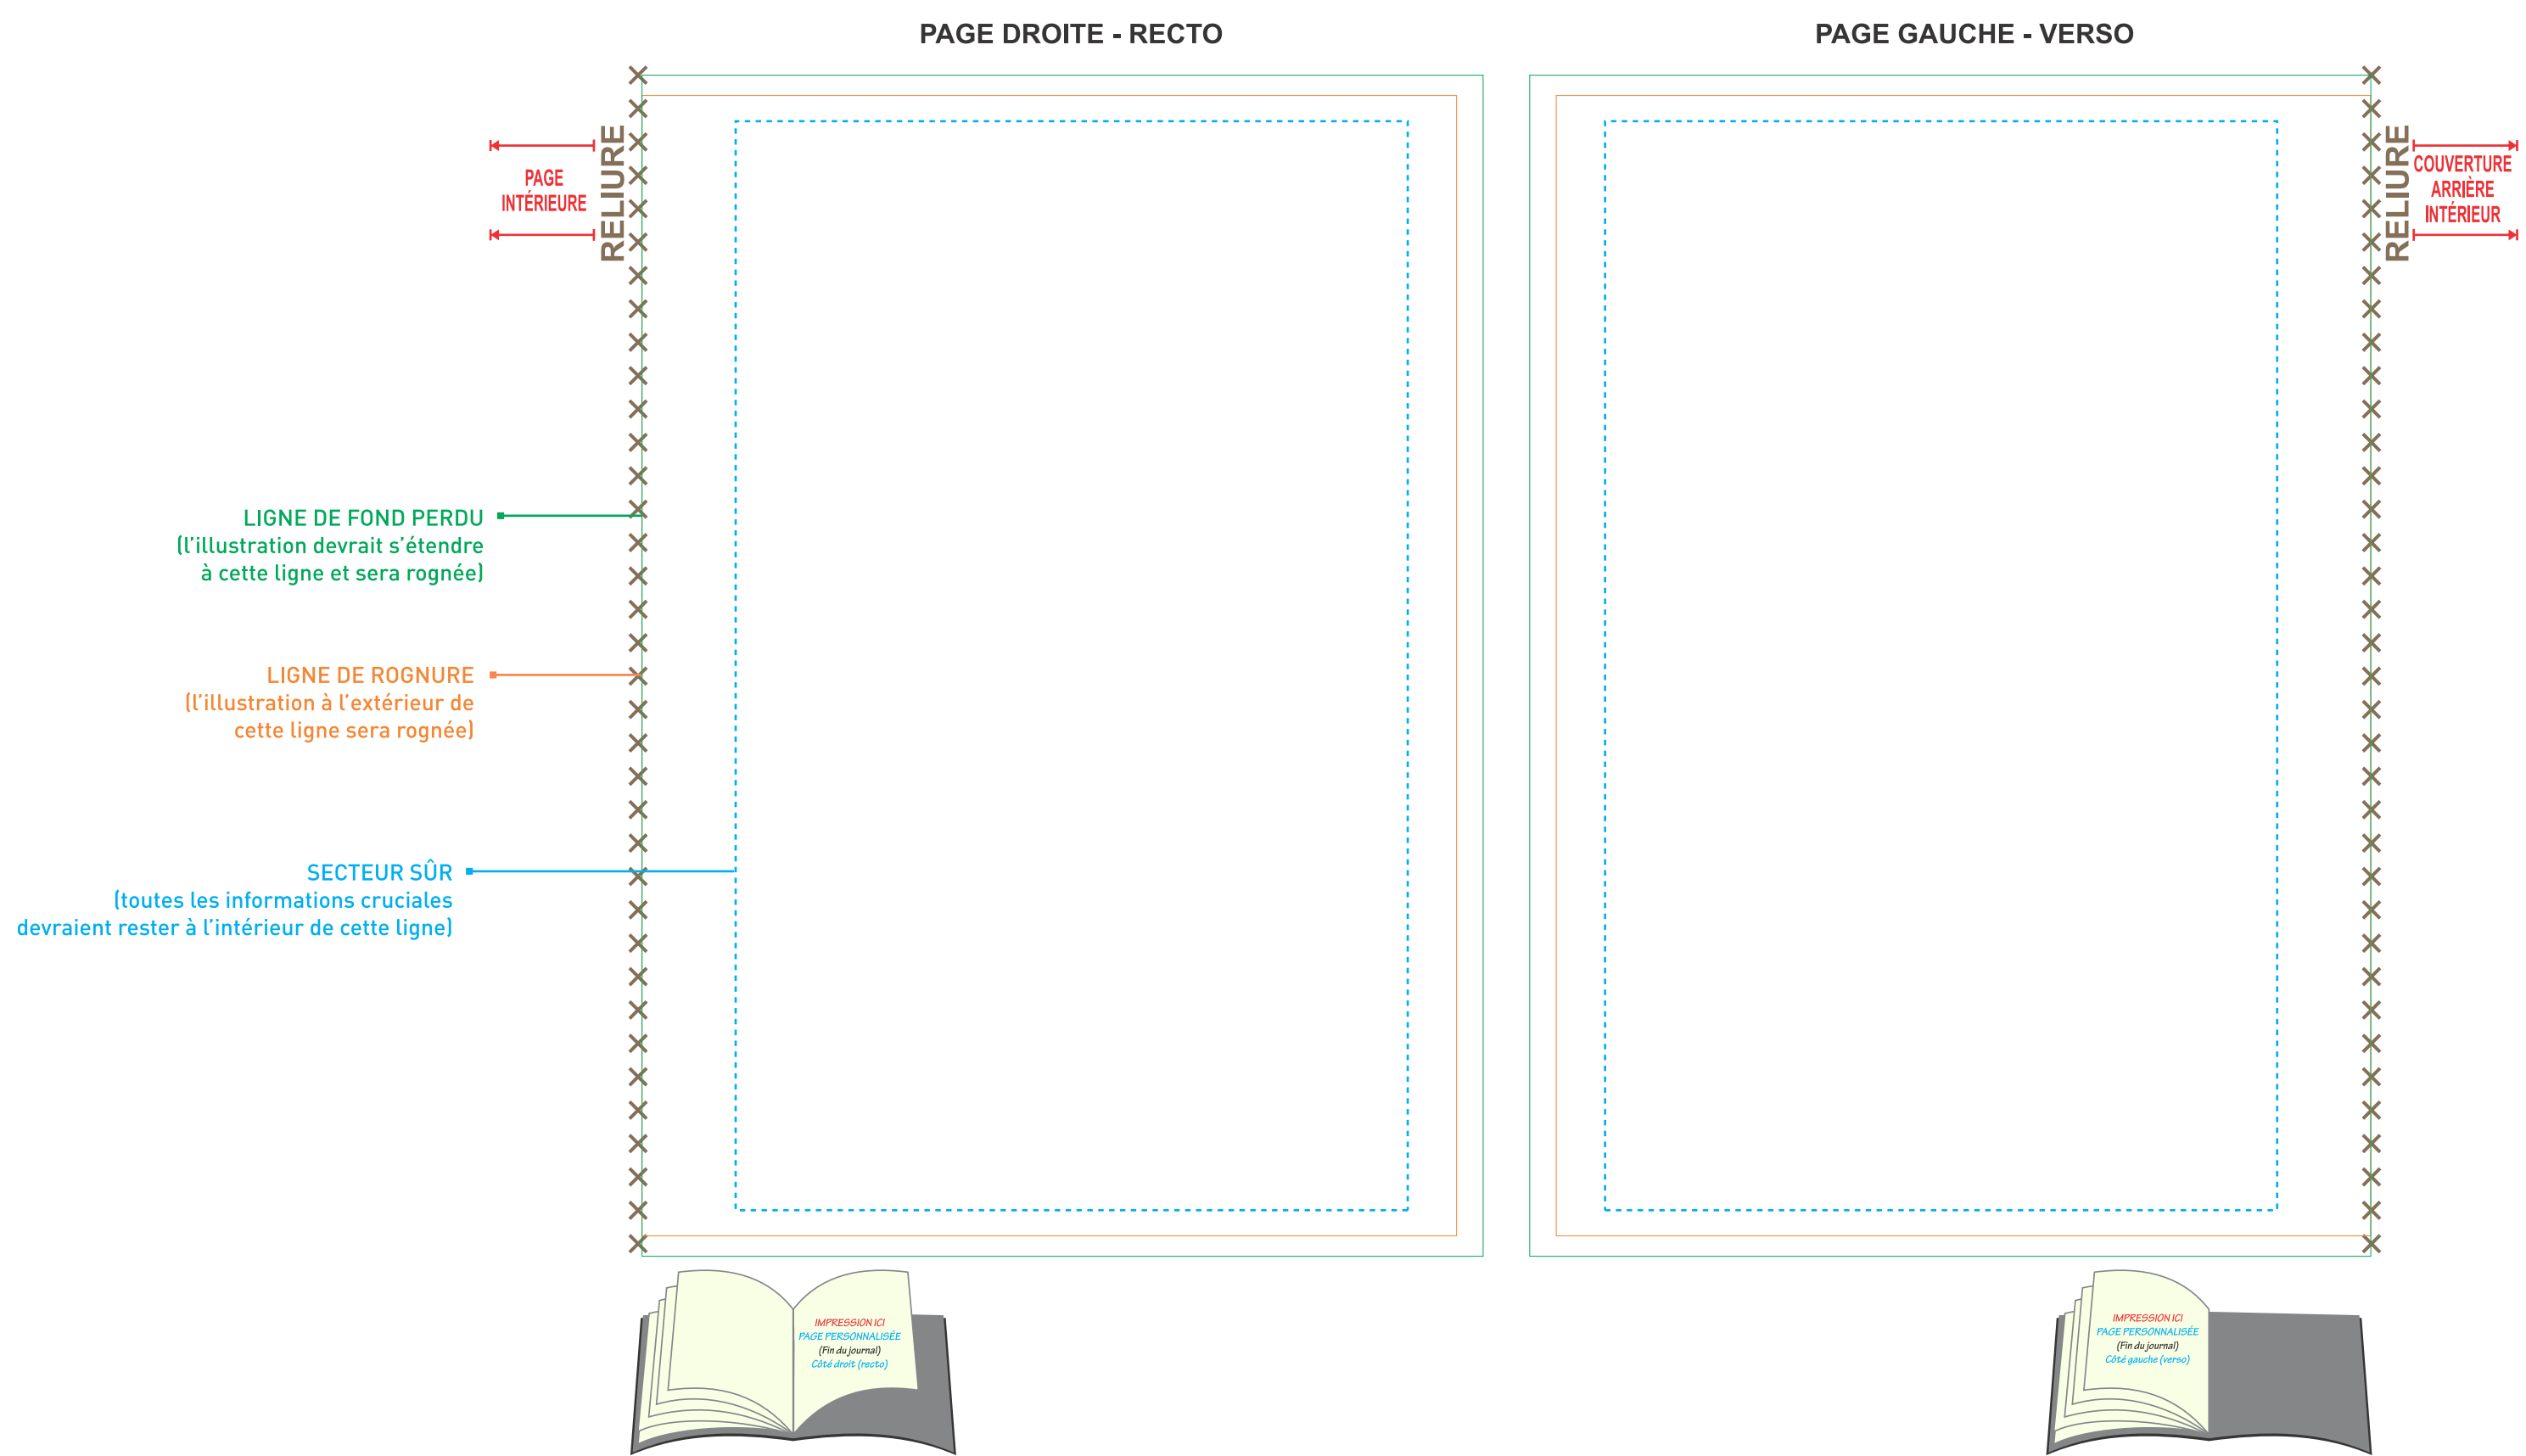 PAGE DROITE - RECTO
PAGE GAUCHE - VERSO
PAGE
INTÉRIEURE
RELIURE
RELIURE
COUVERTURE
ARRIÈRE
INTÉRIEUR
LIGNE DE FOND PERDU
(l’illustration devrait s’étendre
à cette ligne et sera rognée)
LIGNE DE ROGNURE
(l’illustration à l’extérieur de
cette ligne sera rognée)
SECTEUR SÛR
(toutes les informations cruciales
devraient rester à l’intérieur de cette ligne)
IMPRESSION ICI
PAGE PERSONNALISÉE
(Fin du journal)
Côté droit (recto)
IMPRESSION ICI
PAGE PERSONNALISÉE
(Fin du journal)
Côté gauche (verso)